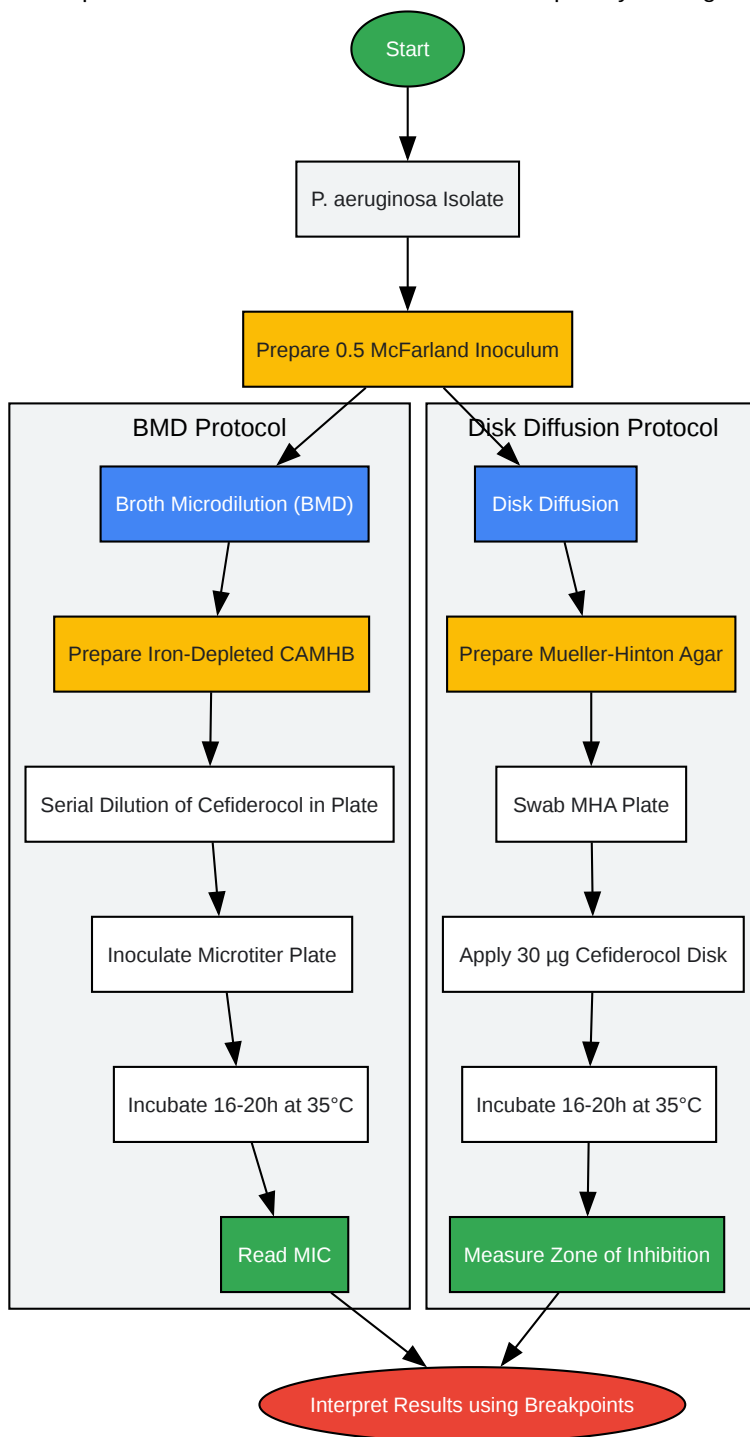 Start
P. aeruginosa Isolate
Prepare 0.5 McFarland Inoculum
BMD Protocol
Broth Microdilution (BMD)
Prepare Iron-Depleted CAMHB
Serial Dilution of Cefiderocol in Plate
Inoculate Microtiter Plate
Incubate 16-20h at 35°C
Read MIC
Disk Diffusion Protocol
Disk Diffusion
Prepare Mueller-Hinton Agar
Swab MHA Plate
Apply 30 µg Cefiderocol Disk
Incubate 16-20h at 35°C
Measure Zone of Inhibition
Interpret Results using Breakpoints